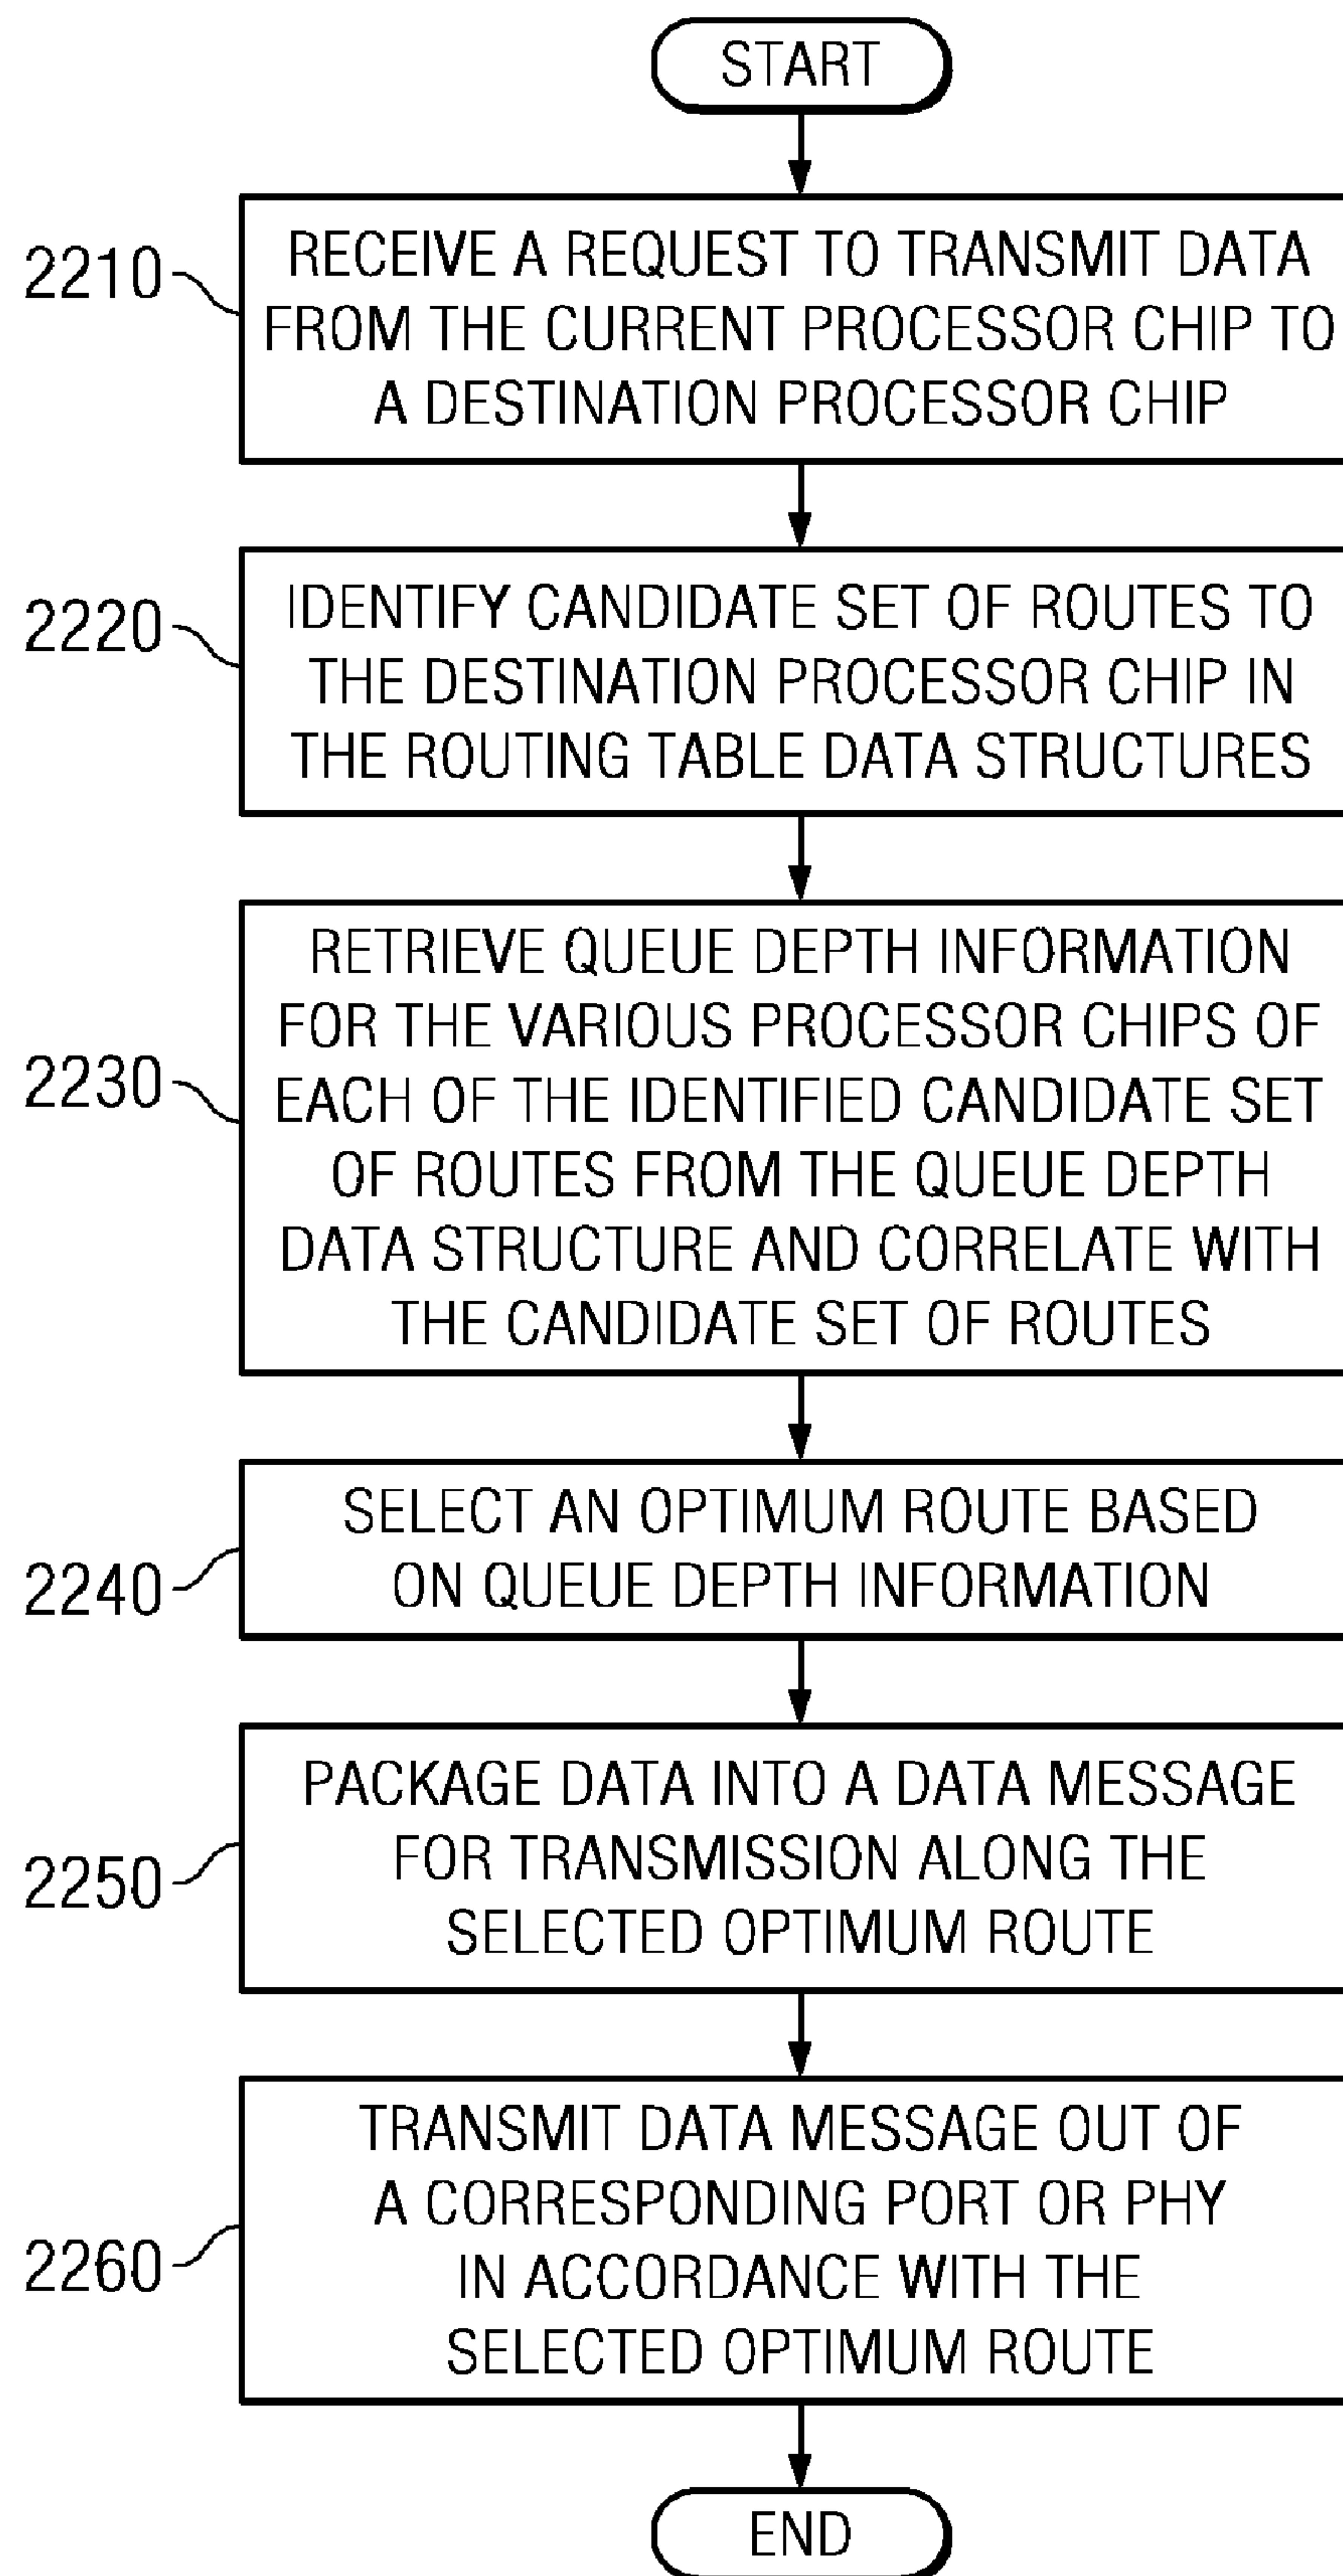 START
2210
RECEIVE A REQUEST TO TRANSMIT DATA
FROM THE CURRENT PROCESSOR CHIP TO
A DESTINATION PROCESSOR CHIP
2220
IDENTIFY CANDIDATE SET OF ROUTES TO
THE DESTINATION PROCESSOR CHIP IN
THE ROUTING TABLE DATA STRUCTURES
2230
RETRIEVE QUEUE DEPTH INFORMATION
FOR THE VARIOUS PROCESSOR CHIPS OF
EACH OF THE IDENTIFIED CANDIDATE SET
OF ROUTES FROM THE QUEUE DEPTH
DATA STRUCTURE AND CORRELATE WITH
THE CANDIDATE SET OF ROUTES
2240
SELECT AN OPTIMUM ROUTE BASED
ON QUEUE DEPTH INFORMATION
2250
PACKAGE DATA INTO A DATA MESSAGE
FOR TRANSMISSION ALONG THE
SELECTED OPTIMUM ROUTE
2260
TRANSMIT DATA MESSAGE OUT OF
A CORRESPONDING PORT OR PHY
IN ACCORDANCE WITH THE
SELECTED OPTIMUM ROUTE
END